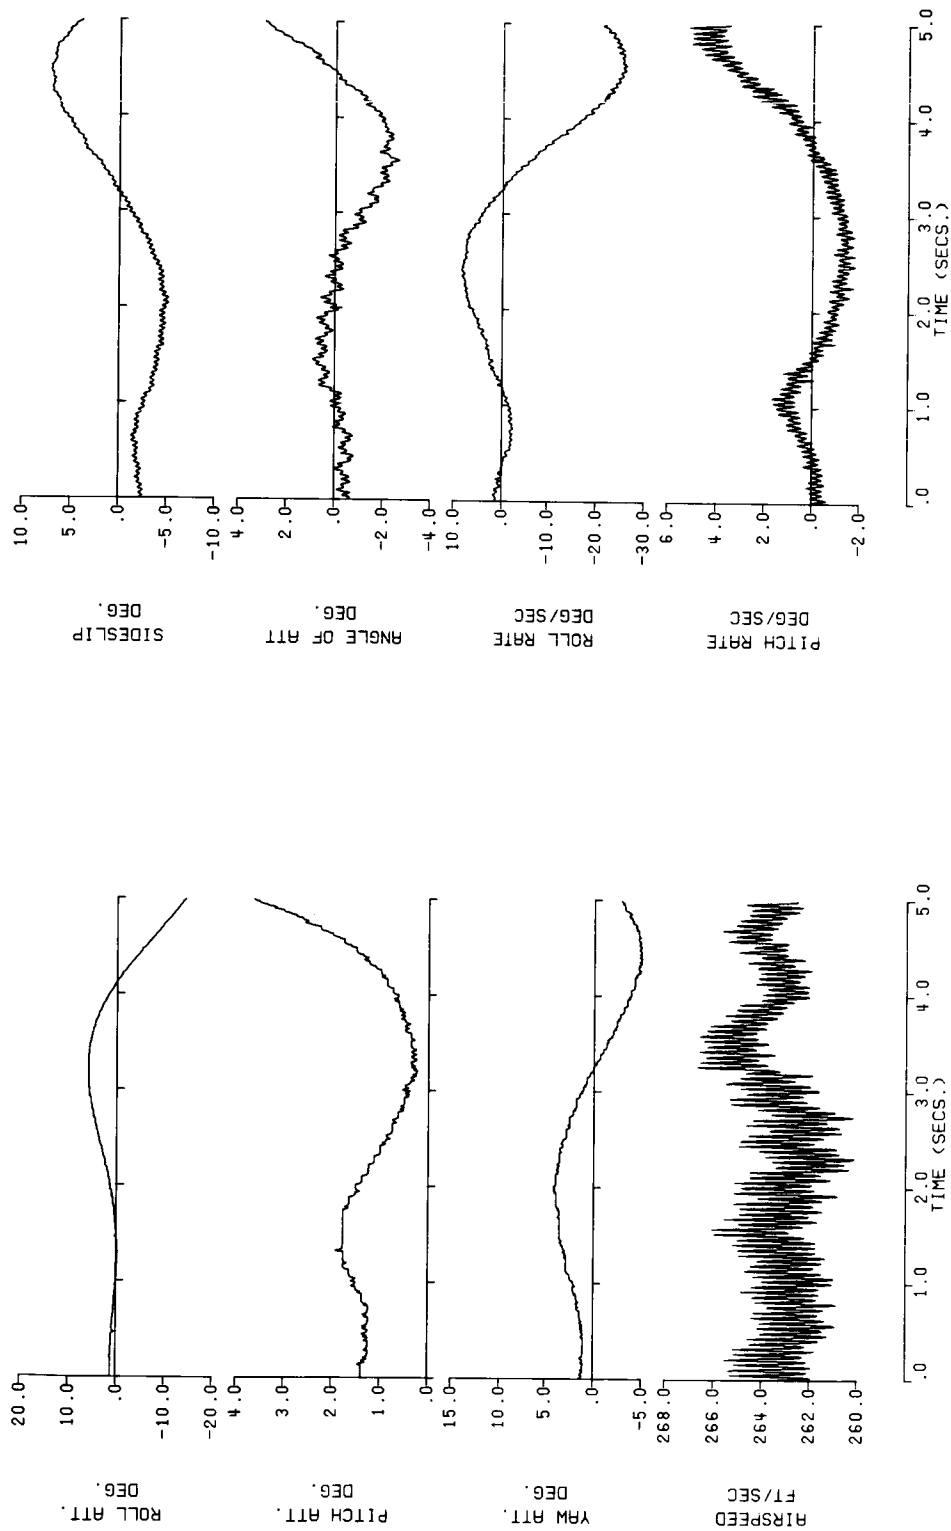 SIDESLIP
DEG.
10.0
5.0
.0
-5.0
-10.0
ANGLE OF ATT
DEG.
4.0
2.0
.0
-2.0
-4.0
ROLL RATE
DEG/SEC
10.0
.0
-10.0
-20.0
-30.0
PITCH RATE
DEG/SEC
6.0
4.0
2.0
.0
-2.0
.0 1.0 2.0 3.0 4.0 5.0
TIME (SECS.)
ROLL ATT.
DEG.
20.0
10.0
.0
-10.0
-20.0
PITCH ATT.
DEG.
4.0
3.0
2.0
1.0
.0
YAW ATT.
DEG.
15.0
10.0
5.0
.0
-5.0
AIRSPEED
FT/SEC
268.0
266.0
264.0
262.0
260.0
.0 1.0 2.0 3.0 4.0 5.0
TIME (SECS.)